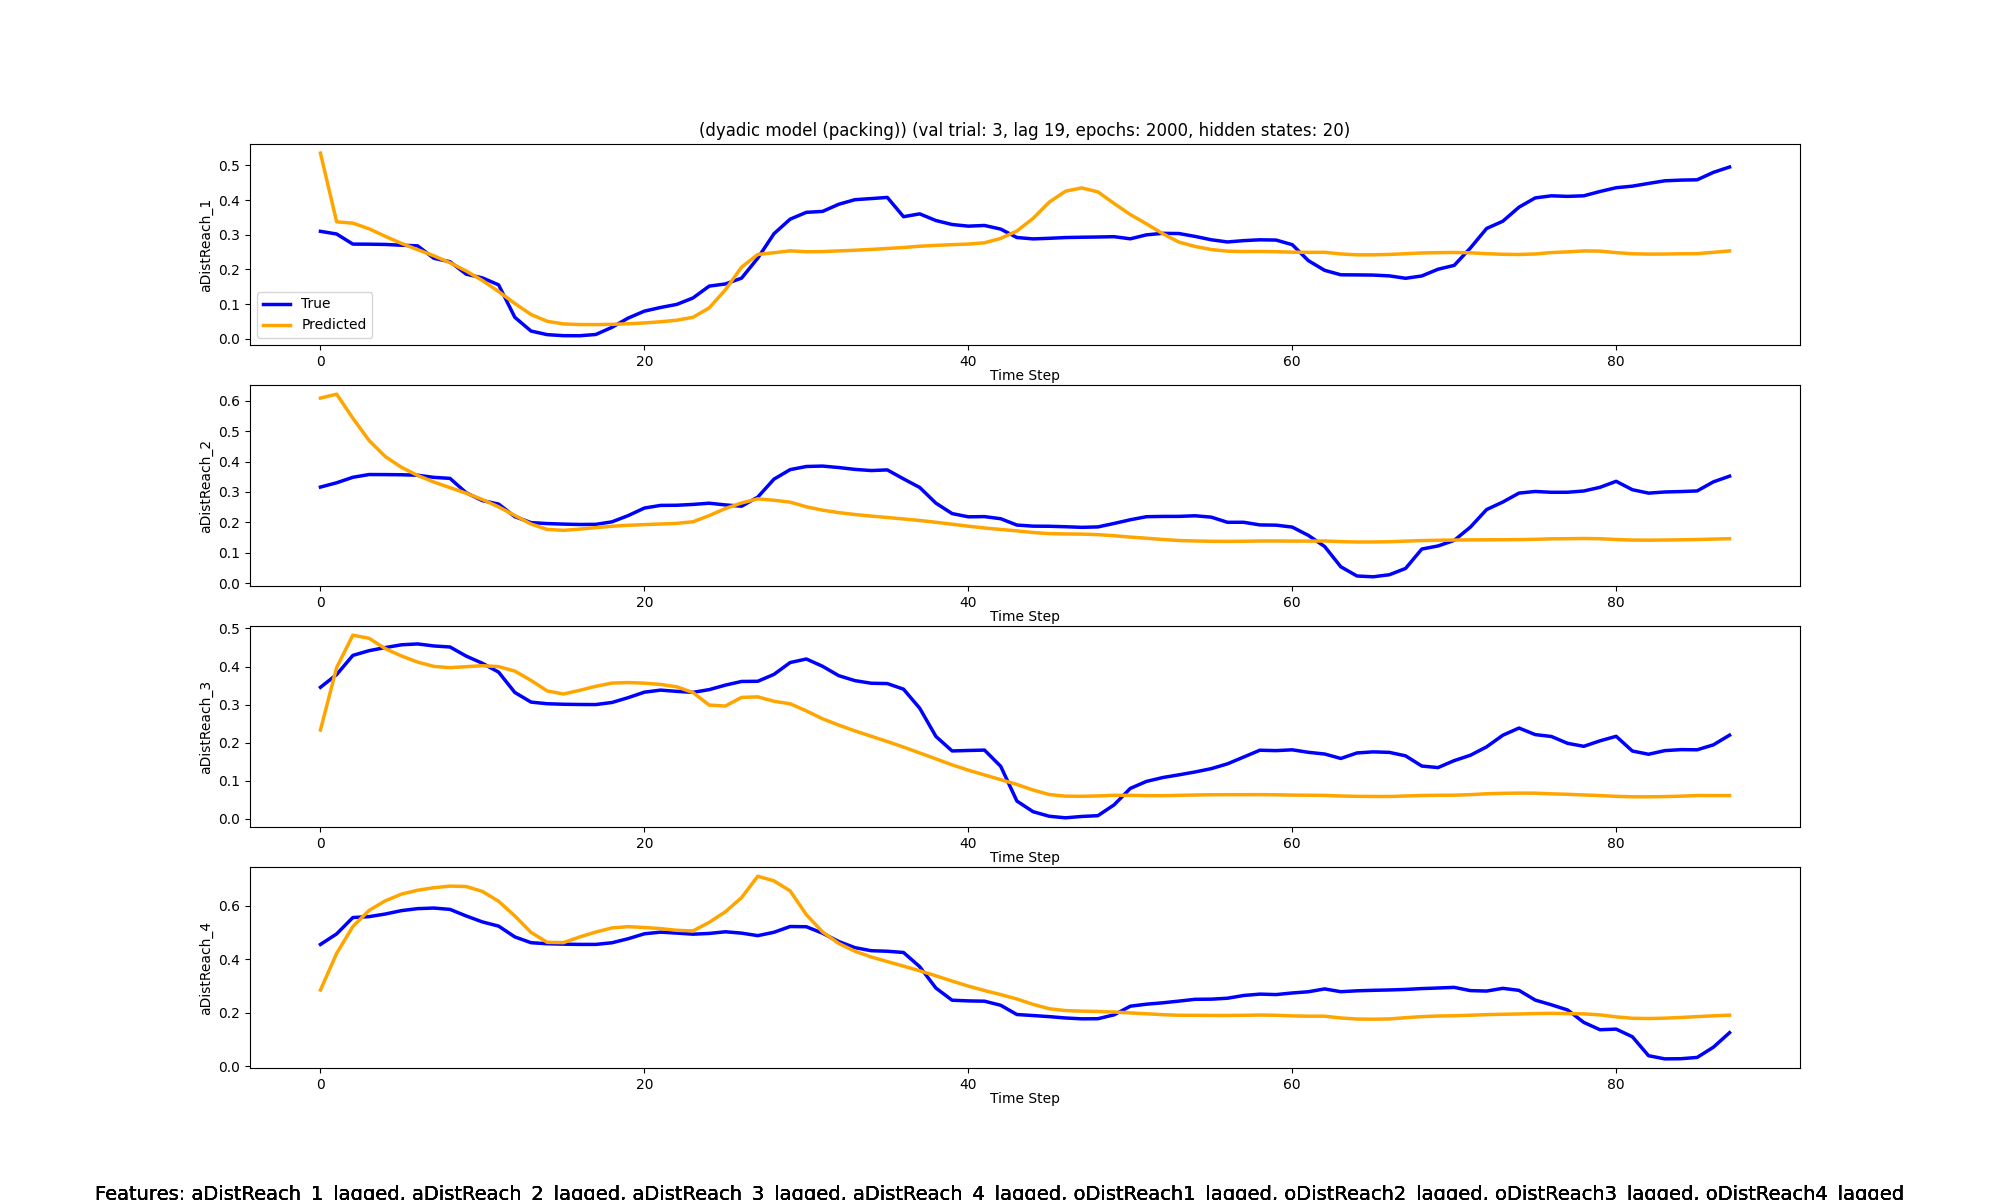 (dyadic model (packing)) (val trial: 3, lag 19, epochs: 2000, hidden states: 20)
aDistReach_1
0.5
0.4
0.3
0.2
0.1
0.0
True
Predicted
0 20 40 60 80
Time Step
aDistReach_2
0.6
0.5
0.4
0.3
0.2
0.1
0.0
0 20 40 60 80
Time Step
aDistReach_3
0.5
0.4
0.3
0.2
0.1
0.0
0 20 40 60 80
Time Step
aDistReach_4
0.6
0.4
0.2
0.0
0 20 40 60 80
Time Step
Features: aDistReach_1_lagged, aDistReach_2_lagged, aDistReach_3_lagged, aDistReach_4_lagged, oDistReach1_lagged, oDistReach2_lagged, oDistReach3_lagged, oDistReach4_lagged